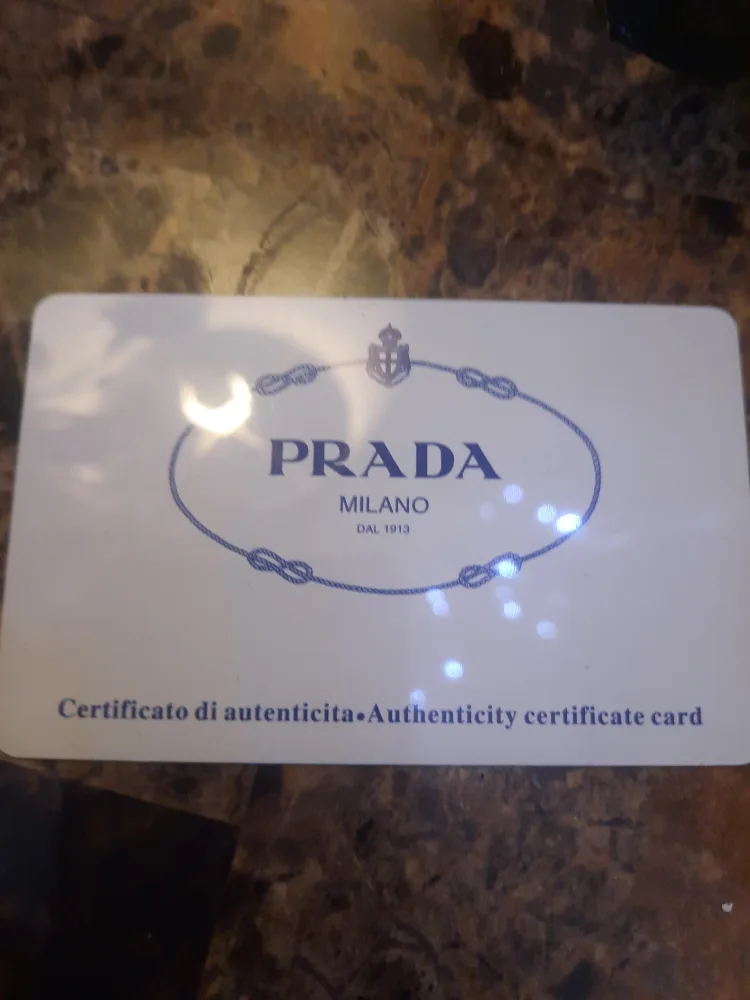 PRADA
MILANO
DAL 1913
Certificato di autenticita•Authenticity certificate card